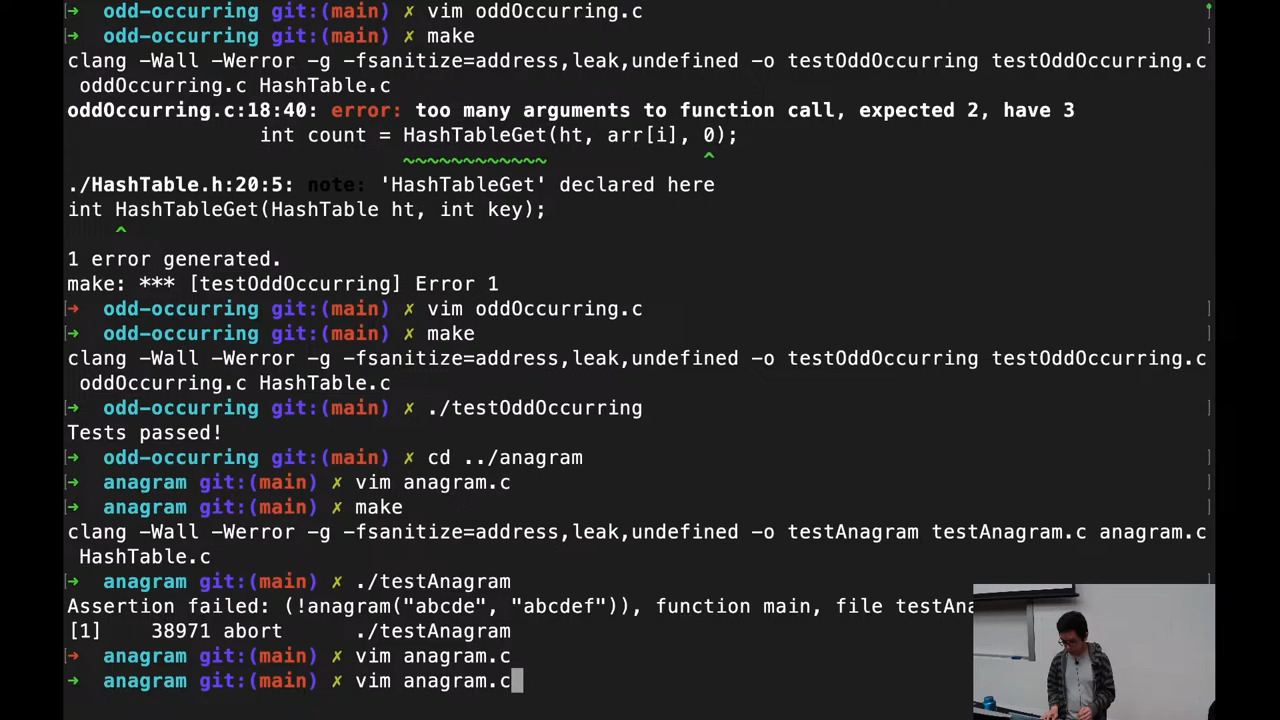 ➜ odd-occurring git:(main) ✗ vim oddOccurring.c
➜ odd-occurring git:(main) ✗ make
clang -Wall -Werror -g -fsanitize=address,leak,undefined -o testOddOccurring testOddOccurring.c
oddOccurring.c HashTable.c
oddOccurring.c:18:40: error: too many arguments to function call, expected 2, have 3
int count = HashTableGet(ht, arr[i], 0);
~~~~~~~~~~~~ ^
./HashTable.h:20:5: note: 'HashTableGet' declared here
int HashTableGet(HashTable ht, int key);
^
1 error generated.
make: *** [testOddOccurring] Error 1
➜ odd-occurring git:(main) ✗ vim oddOccurring.c
➜ odd-occurring git:(main) ✗ make
clang -Wall -Werror -g -fsanitize=address,leak,undefined -o testOddOccurring testOddOccurring.c
oddOccurring.c HashTable.c
➜ odd-occurring git:(main) ✗ ./testOddOccurring
Tests passed!
➜ odd-occurring git:(main) ✗ cd ../anagram
➜ anagram git:(main) ✗ vim anagram.c
➜ anagram git:(main) ✗ make
clang -Wall -Werror -g -fsanitize=address,leak,undefined -o testAnagram testAnagram.c anagram.c
HashTable.c
➜ anagram git:(main) ✗ ./testAnagram
Assertion failed: (!anagram("abcde", "abcdef")), function main, file testAna
[1] 38971 abort ./testAnagram
➜ anagram git:(main) ✗ vim anagram.c
➜ anagram git:(main) ✗ vim anagram.c